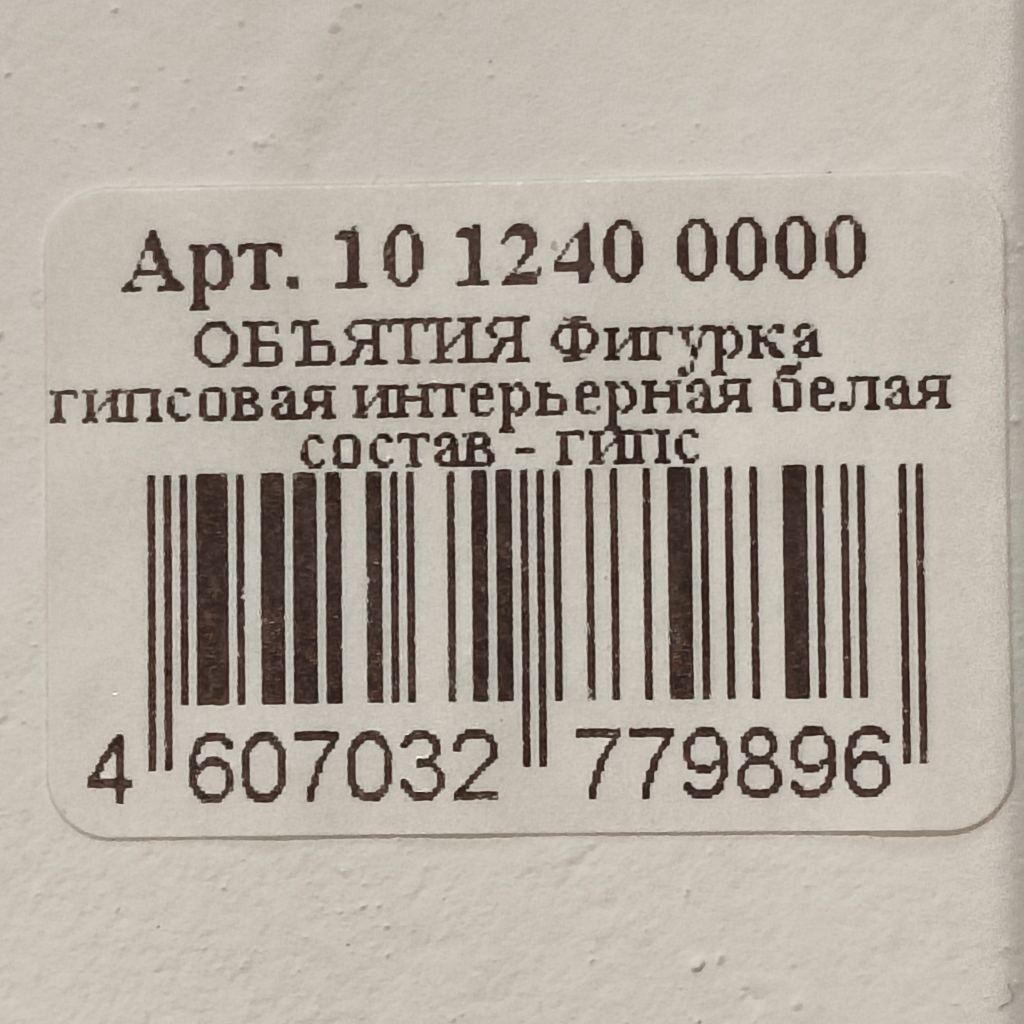 Арт. 10 1240 0000
ОБЪЯТИЯ Фигурка
гипсовая интерьерная белая
состав - гипс
4 607032 779896